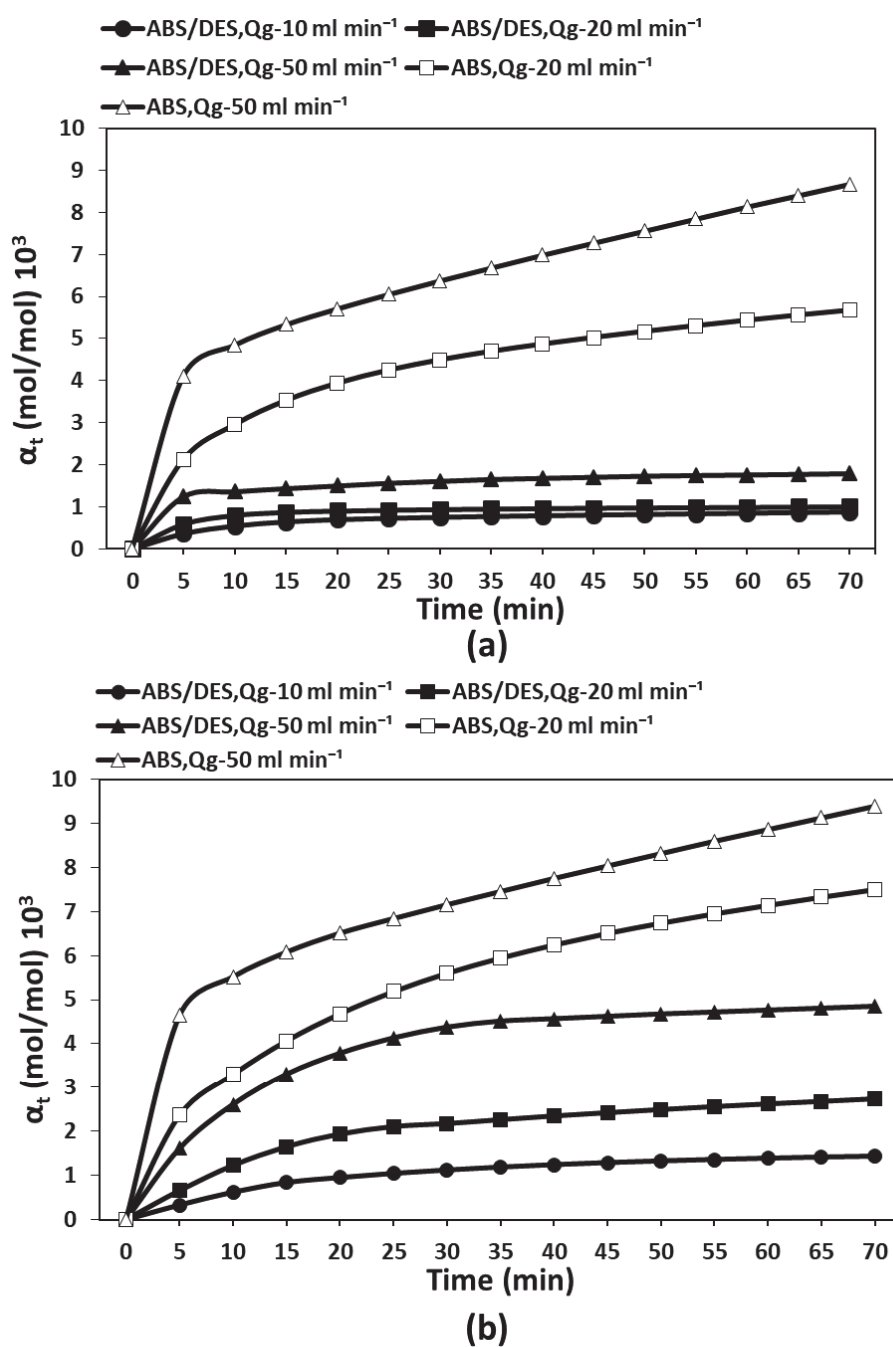 ABS/DES,Qg-10 ml min⁻¹ ABS/DES,Qg-20 ml min⁻¹
ABS/DES,Qg-50 ml min⁻¹ ABS,Qg-20 ml min⁻¹
ABS,Qg-50 ml min⁻¹
10
9
8
7
6
5
4
3
2
1
0
αₜ (mol/mol) 10³
0 5 10 15 20 25 30 35 40 45 50 55 60 65 70
Time (min)
(a)
ABS/DES,Qg-10 ml min⁻¹ ABS/DES,Qg-20 ml min⁻¹
ABS/DES,Qg-50 ml min⁻¹ ABS,Qg-20 ml min⁻¹
ABS,Qg-50 ml min⁻¹
10
9
8
7
6
5
4
3
2
1
0
αₜ (mol/mol) 10³
0 5 10 15 20 25 30 35 40 45 50 55 60 65 70
Time (min)
(b)